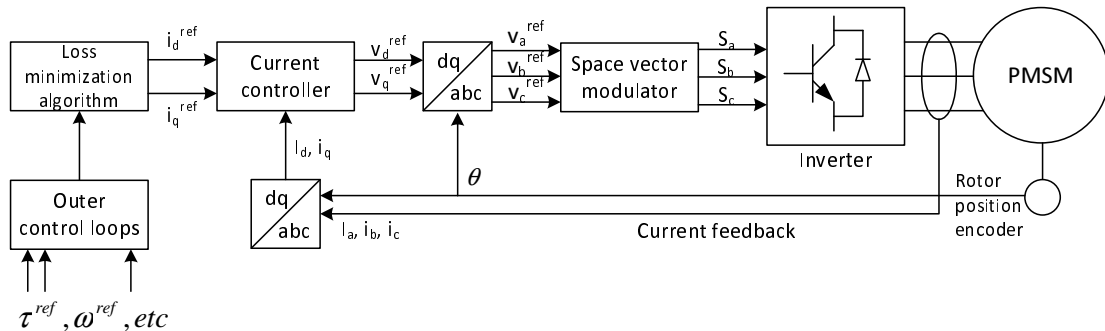 Loss
minimization
algorithm
i_d^ref
i_q^ref
Current
controller
v_d^ref
v_q^ref
dq
abc
v_a^ref
v_b^ref
v_c^ref
Space vector
modulator
S_a
S_b
S_c
Inverter
PMSM
Outer
control loops
I_d, i_q
dq
abc
θ
I_a, i_b, i_c
Current feedback
Rotor
position
encoder
τ^ref, ω^ref, etc